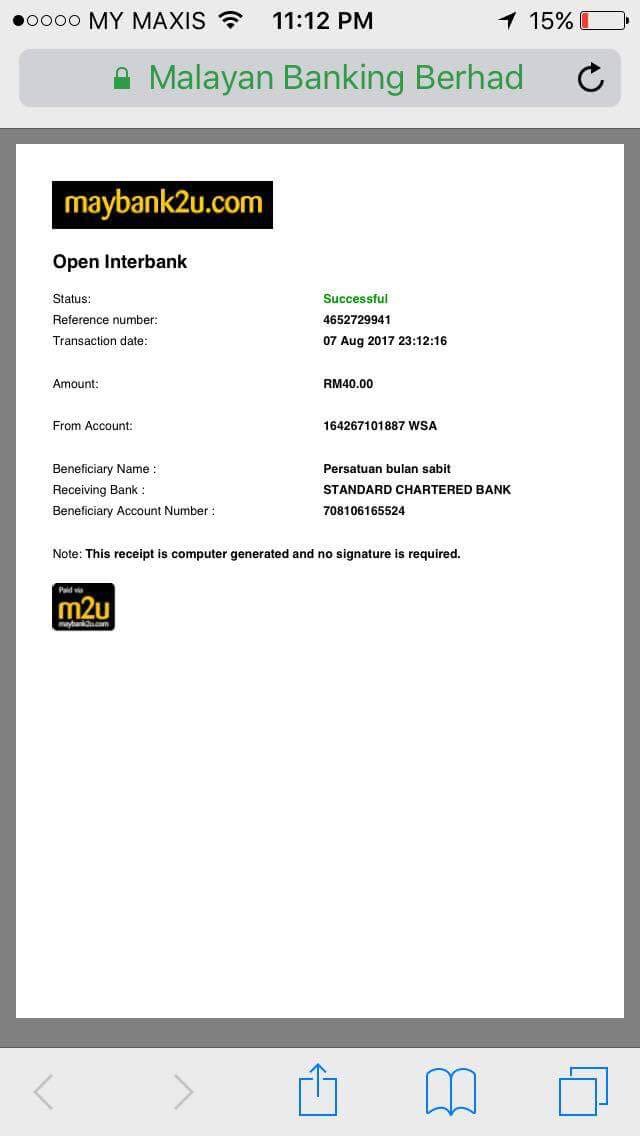 MY MAXIS 11:12 PM 15%
Malayan Banking Berhad
maybank2u.com
Open Interbank
Status: Successful
Reference number: 4652729941
Transaction date: 07 Aug 2017 23:12:16
Amount: RM40.00
From Account: 164267101887 WSA
Beneficiary Name : Persatuan bulan sabit
Receiving Bank : STANDARD CHARTERED BANK
Beneficiary Account Number : 708106165524
Note: This receipt is computer generated and no signature is required.
Paid via
m2u
maybank2u.com